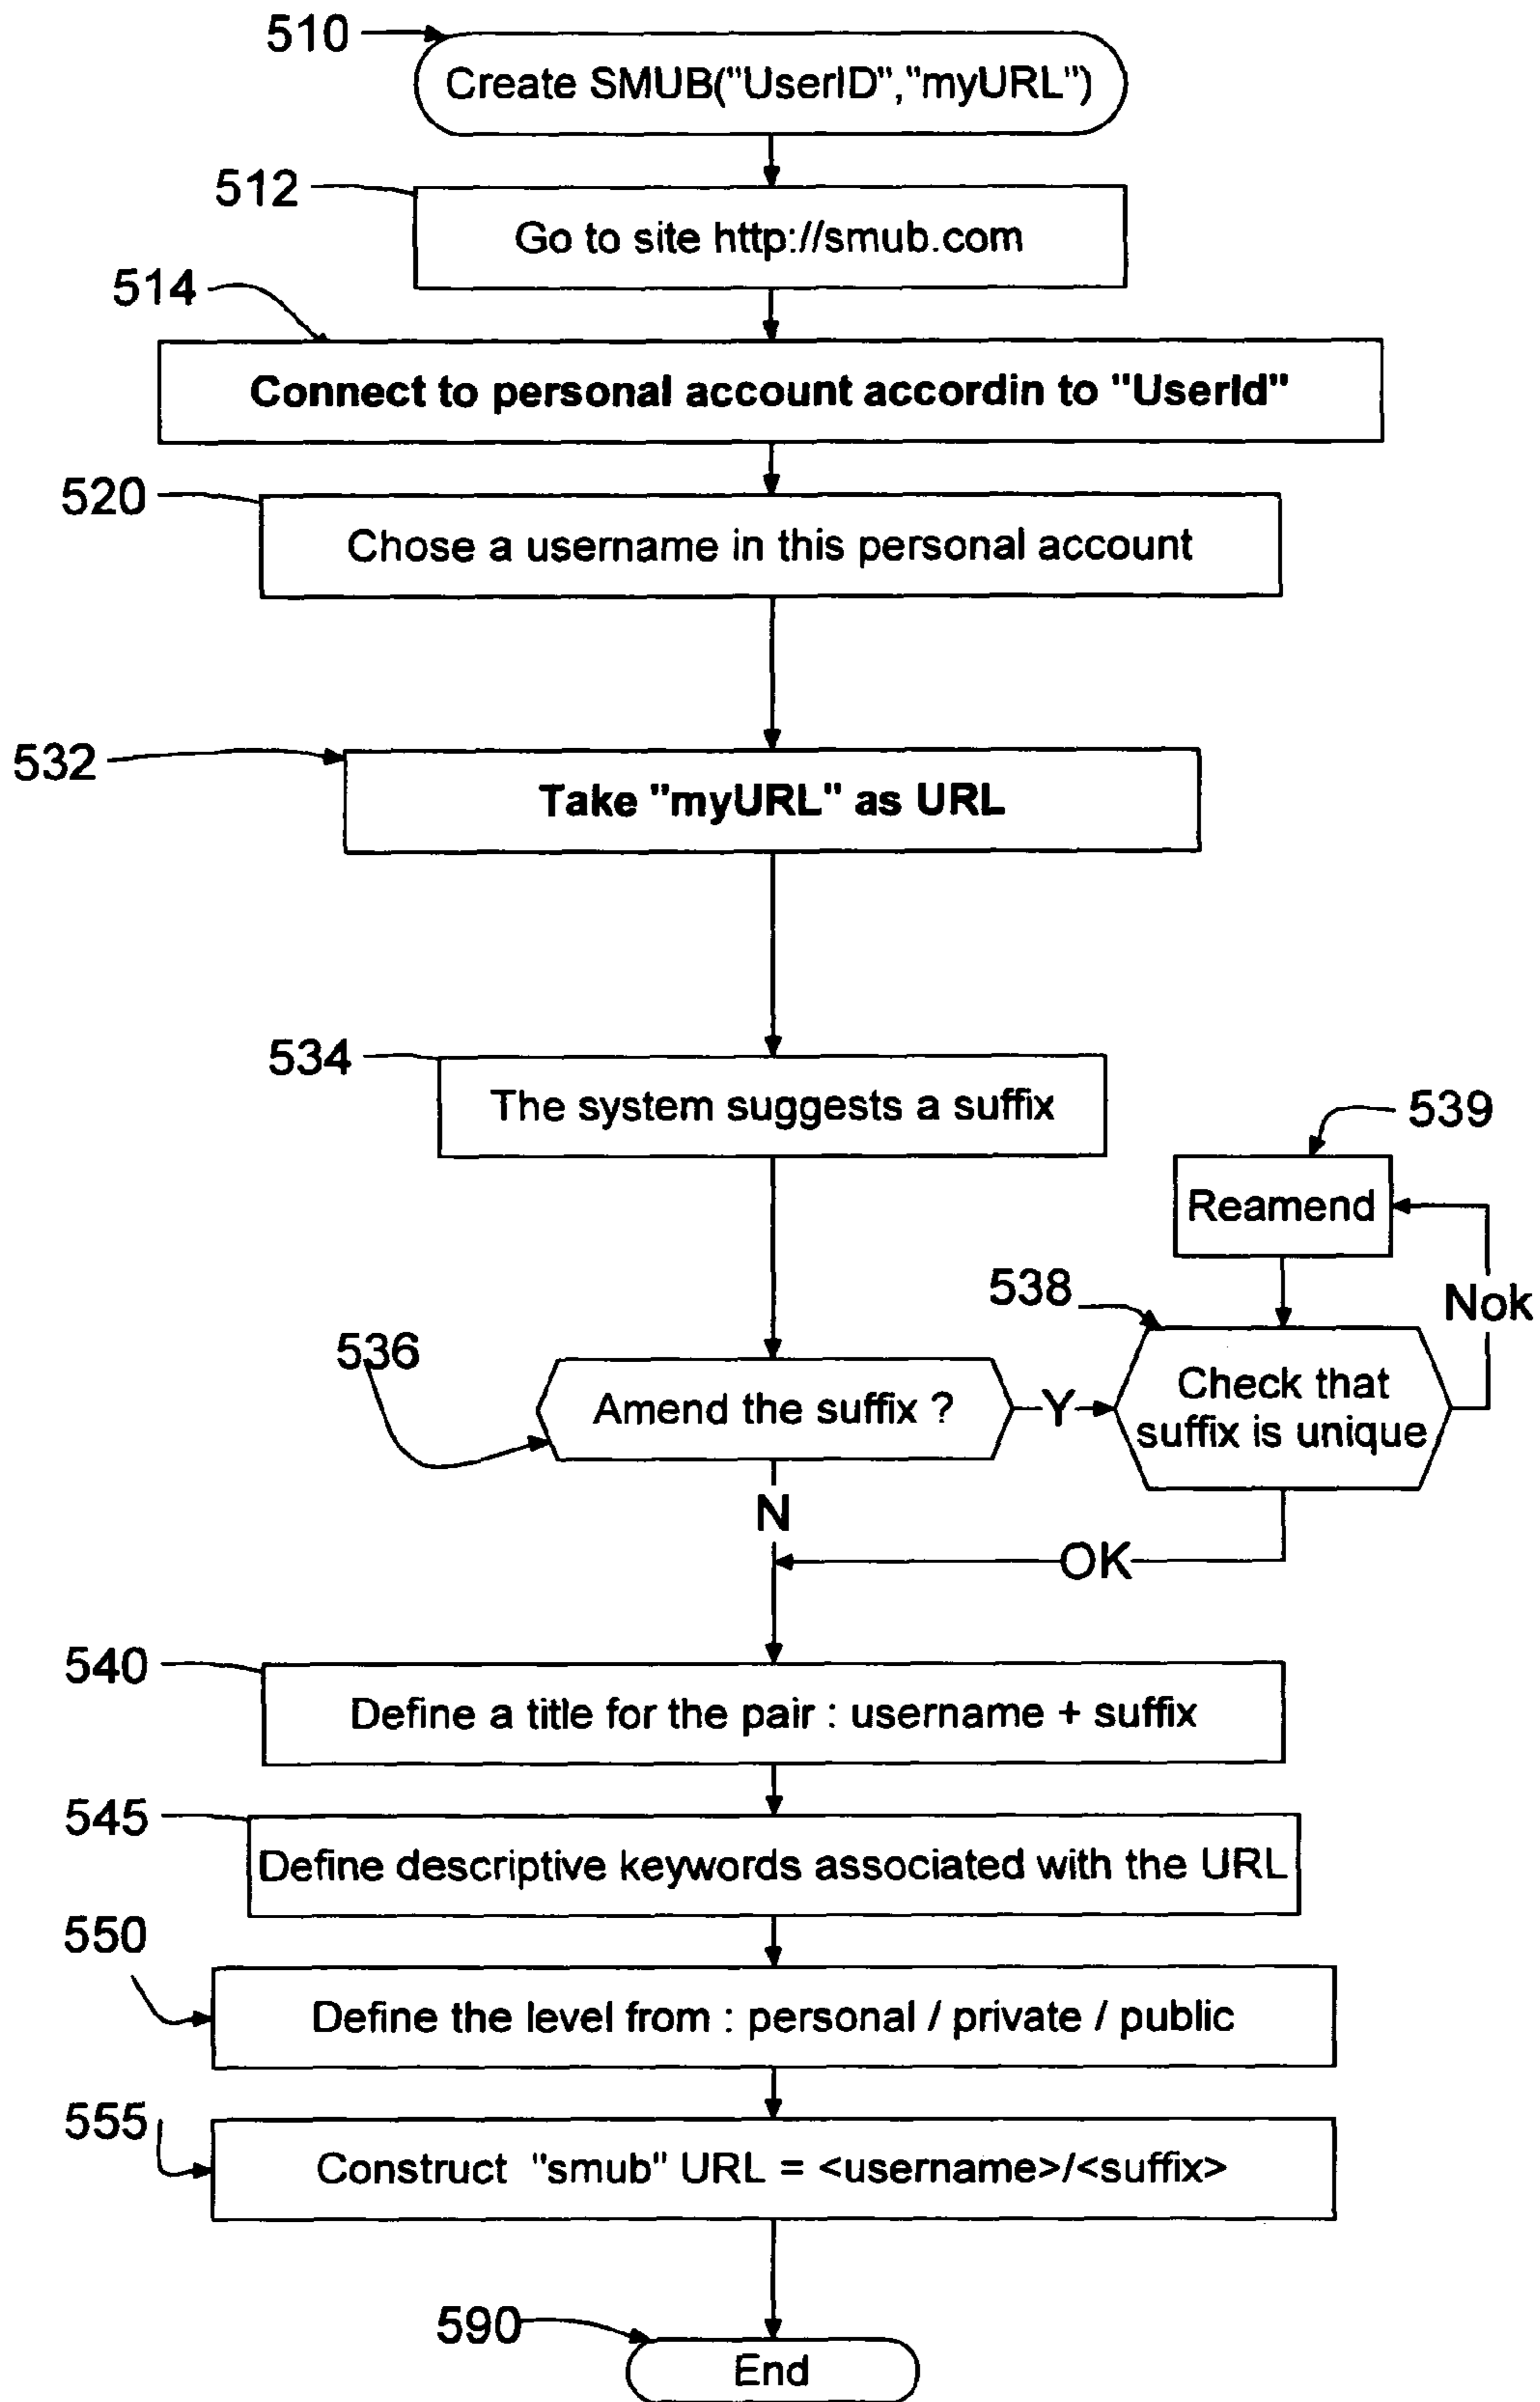 510
Create SMUB("UserID","myURL")
512
Go to site http://smub.com
514
Connect to personal account accordin to "UserId"
520
Chose a username in this personal account
532
Take "myURL" as URL
534
The system suggests a suffix
539
Reamend
538
Nok
536
Amend the suffix ?
Y
Check that
suffix is unique
N
OK
540
Define a title for the pair : username + suffix
545
Define descriptive keywords associated with the URL
550
Define the level from : personal / private / public
555
Construct "smub" URL = <username>/<suffix>
590
End